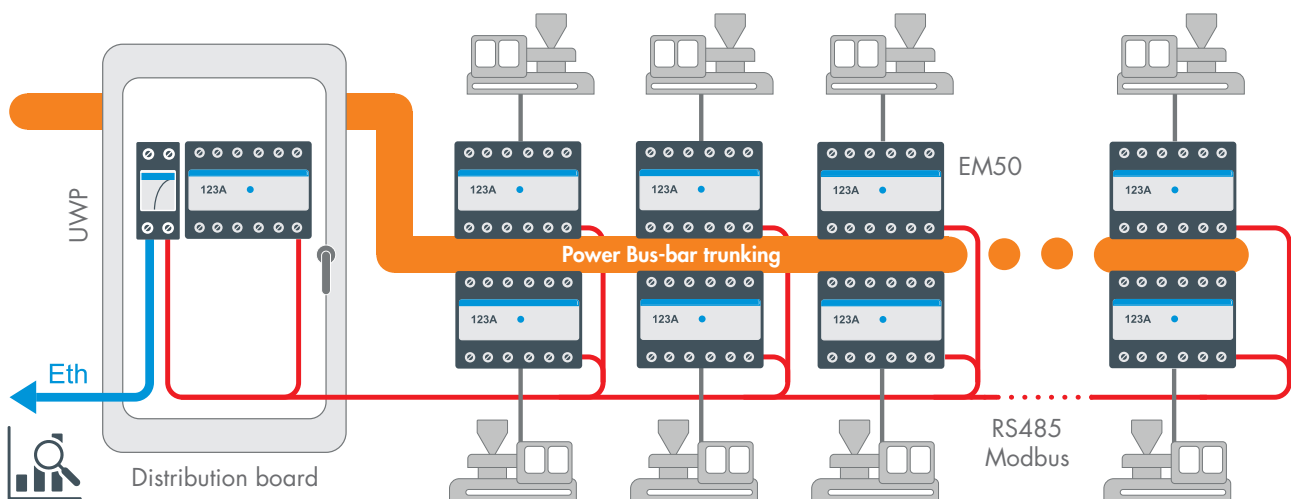 UWP
123A
Eth
Distribution board
123A
123A
123A
EM50
123A
Power Bus-bar trunking
123A
123A
123A
123A
RS485
Modbus